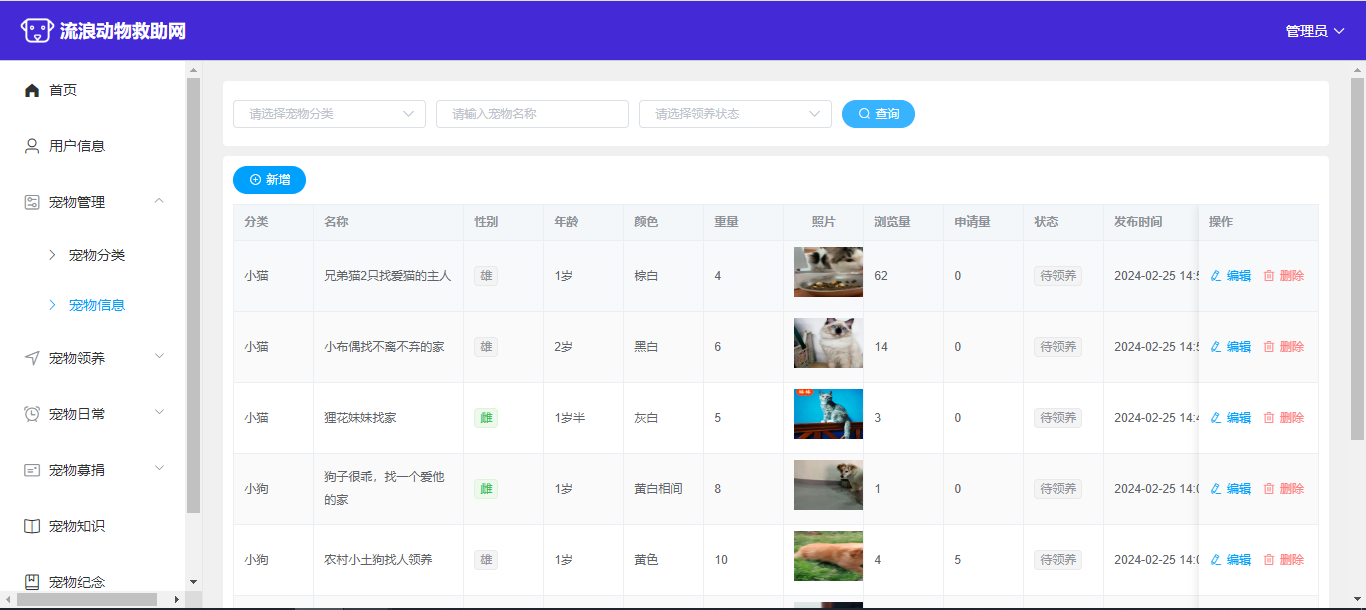 流浪动物救助网
管理员
首页
用户信息
宠物管理
宠物分类
宠物信息
宠物领养
宠物日常
宠物募捐
宠物知识
宠物纪念
请选择宠物分类
请输入宠物名称
请选择领养状态
查询
新增
分类 名称 性别 年龄 颜色 重量 照片 浏览量 申请量 状态 发布时间 操作
小猫 兄弟猫2只找爱猫的主人 雄 1岁 棕白 4 62 0 待领养 2024-02-25 14:5 编辑 删除
小猫 小布偶找不离不弃的家 雄 2岁 黑白 6 14 0 待领养 2024-02-25 14:5 编辑 删除
小猫 狸花妹妹找家 雌 1岁半 灰白 5 3 0 待领养 2024-02-25 14:4 编辑 删除
小狗 狗子很乖，找一个爱他
的家 雌 1岁 黄白相间 8 1 0 待领养 2024-02-25 14:0 编辑 删除
小狗 农村小土狗找人领养 雄 1岁 黄色 10 4 5 待领养 2024-02-25 14:0 编辑 删除